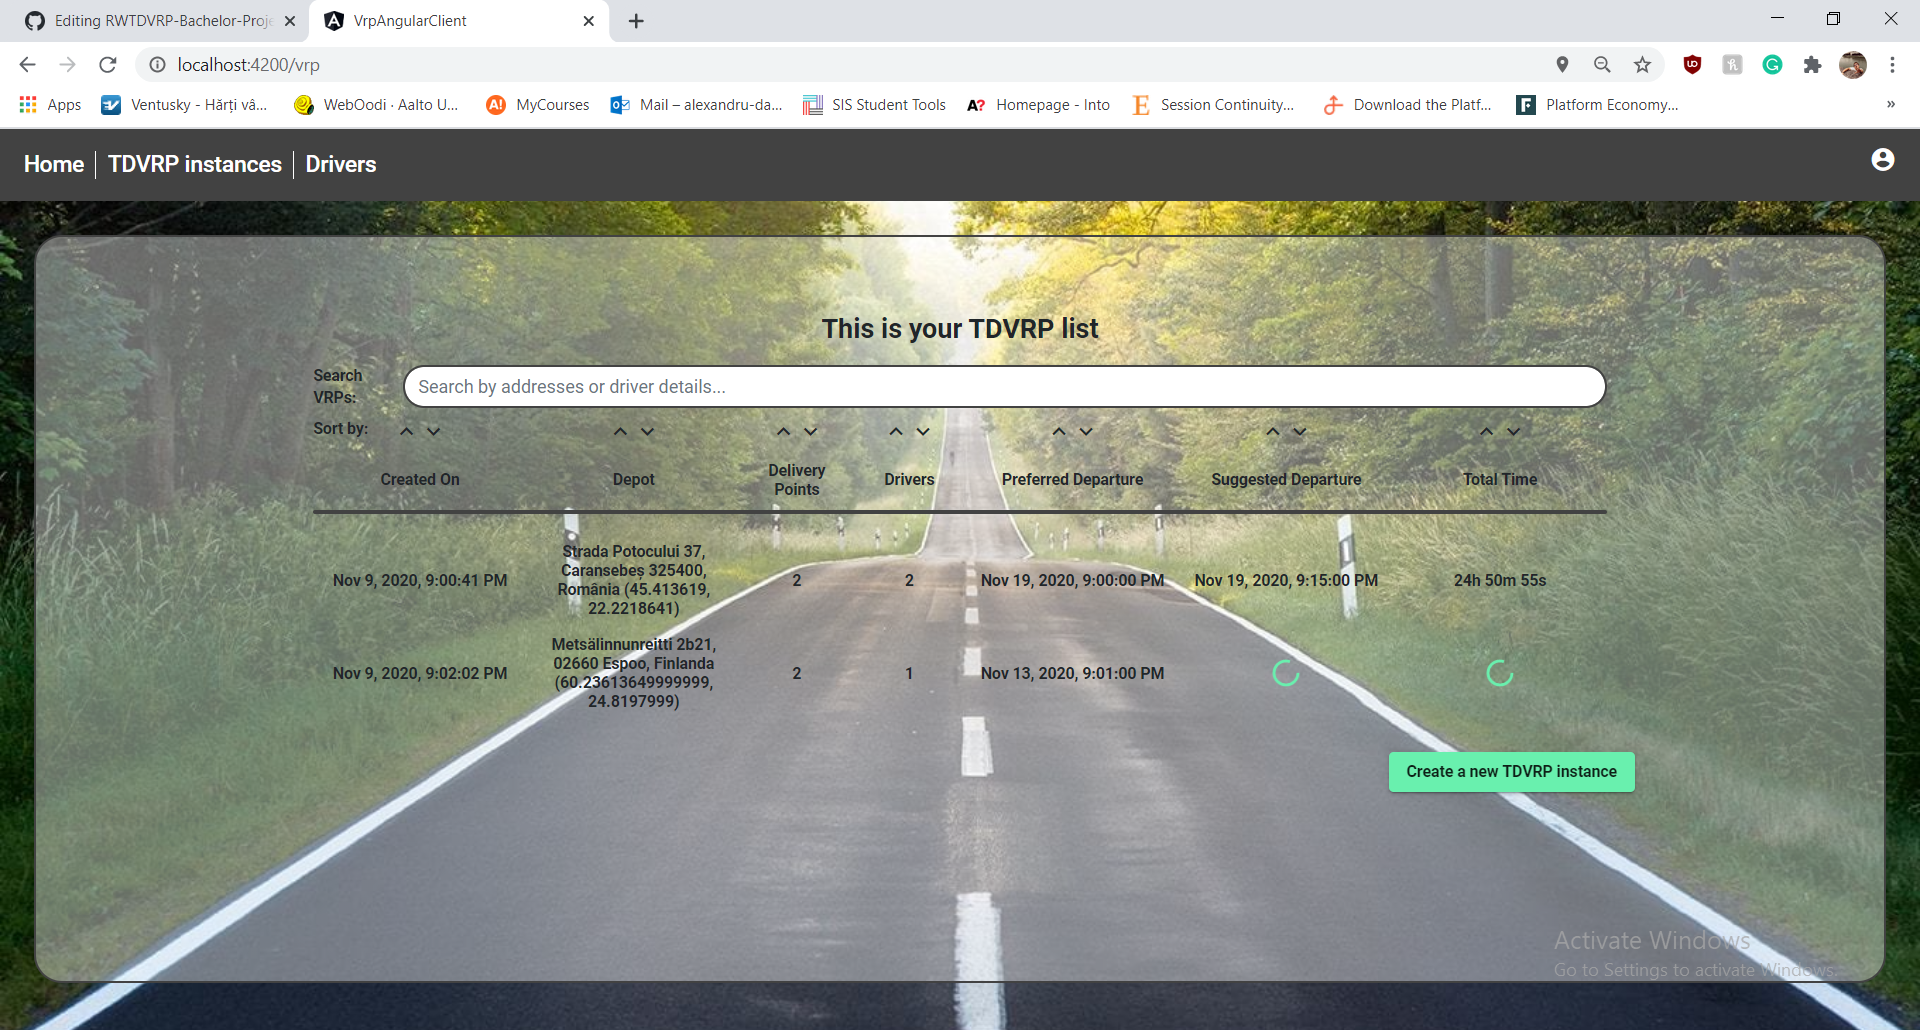 Editing RWTDVRP-Bachelor-Proje
VrpAngularClient
localhost:4200/vrp
Apps
Ventusky - Hărți vâ...
WebOodi · Aalto U...
A!
MyCourses
Mail – alexandru-da...
SIS Student Tools
A?
Homepage - Into
E
Session Continuity...
Download the Platf...
Platform Economy...
»
Home
TDVRP instances
Drivers
This is your TDVRP list
Search
VRPs:
Search by addresses or driver details...
Sort by:
Created On
Depot
Delivery
Points
Drivers
Preferred Departure
Suggested Departure
Total Time
Nov 9, 2020, 9:00:41 PM
Strada Potocului 37,
Caransebeș 325400,
România (45.413619,
22.2218641)
2
2
Nov 19, 2020, 9:00:00 PM
Nov 19, 2020, 9:15:00 PM
24h 50m 55s
Nov 9, 2020, 9:02:02 PM
Metsälinnunreitti 2b21,
02660 Espoo, Finlanda
(60.23613649999999,
24.8197999)
2
1
Nov 13, 2020, 9:01:00 PM
Create a new TDVRP instance
Activate Windows
Go to Settings to activate Windows.